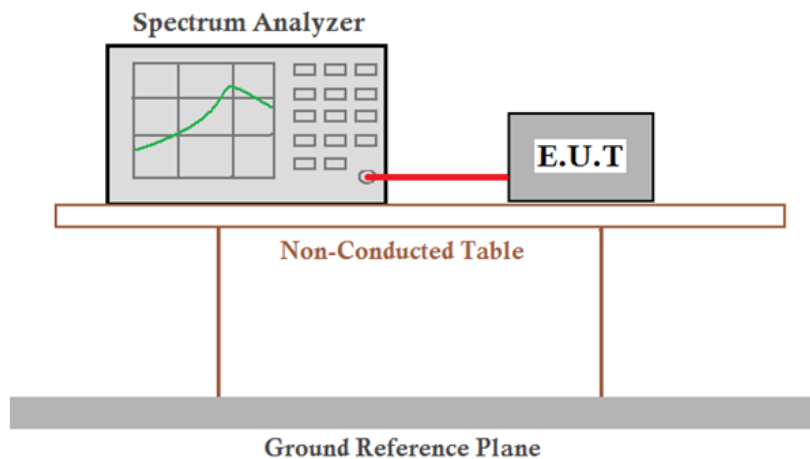 Spectrum Analyzer
E.U.T
Non-Conducted Table
Ground Reference Plane